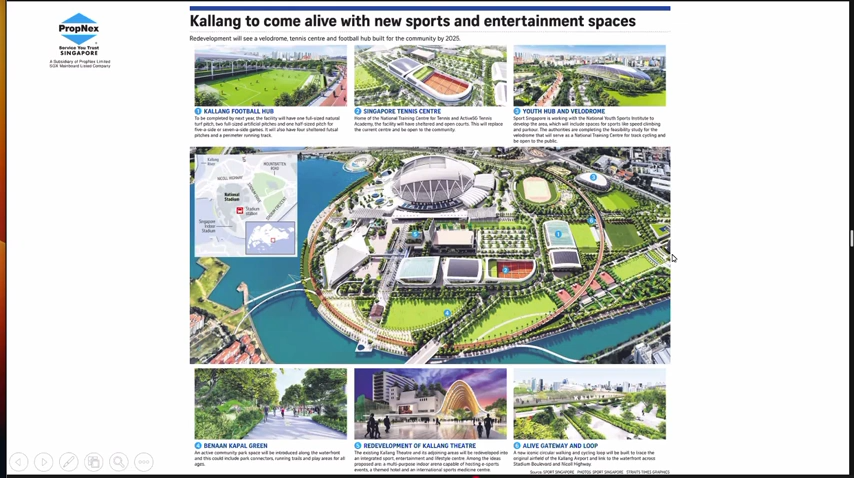 PropNex
Service You Trust
SINGAPORE
A Subsidiary of PropNex Limited
SGX Mainboard Listed Company
Kallang to come alive with new sports and entertainment spaces
Redevelopment will see a velodrome, tennis centre and football hub built for the community by 2025.
1 KALLANG FOOTBALL HUB
To be completed by next year, the facility will have one full-sized natural
turf pitch, two full-sized artificial pitches and one half-sized pitch for
five-a-side or seven-a-side games. It will also have four sheltered futsal
pitches and a perimeter running track.
2 SINGAPORE TENNIS CENTRE
Home of the National Training Centre for Tennis and ActiveSG Tennis
Academy, the facility will have sheltered and open courts. This will replace
the current centre and be open to the community.
3 YOUTH HUB AND VELODROME
Sport Singapore is working with the National Youth Sports Institute to
develop the area, which will include spaces for sports like speed climbing
and parkour. The authorities are completing the feasibility study for the
velodrome that will serve as a National Training Centre for track cycling and
be open to the public.
Kallang
River
MOUNTBATTEN
ROAD
NICOLL HIGHWAY
National
Stadium
Stadium
station
Singapore
Indoor
Stadium
3
1
2
4
4 BENAAN KAPAL GREEN
An active community park will be introduced along the waterfront
and this could include park connectors, running trails and play areas for all
ages.
5 REDEVELOPMENT OF KALLANG THEATRE
The existing Kallang Theatre and its adjoining areas will be redeveloped into
an integrated sport, entertainment and lifestyle centre. Among the ideas
proposed are: a multi-purpose indoor arena capable of hosting e-sports
events, a themed hotel and an international sports medicine centre.
6 ALIVE GATEWAY AND LOOP
A new iconic circular walking and cycling loop will be built to trace the
original airfield of the Kallang Airport and link to the waterfront across
Stadium Boulevard and Nicoll Highway.
Source: SPORT SINGAPORE PHOTOS: SPORT SINGAPORE STRAITS TIMES GRAPHICS